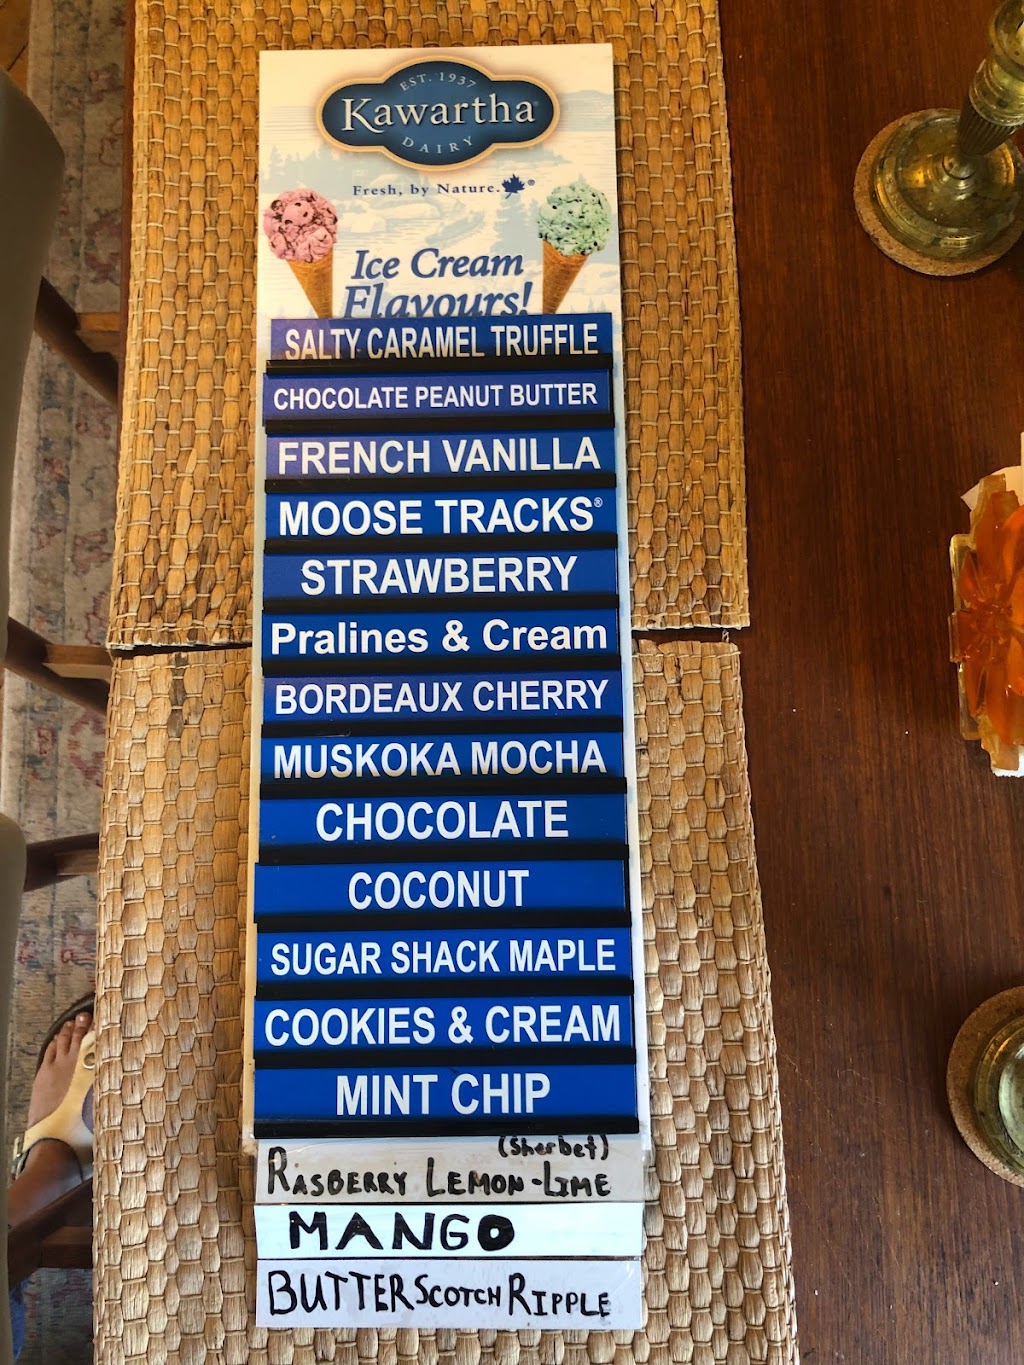 EST. 1937
Kawartha®
DAIRY
Fresh, by Nature.®
Ice Cream
Flavours!
SALTY CARAMEL TRUFFLE
CHOCOLATE PEANUT BUTTER
FRENCH VANILLA
MOOSE TRACKS®
STRAWBERRY
Pralines & Cream
BORDEAUX CHERRY
MUSKOKA MOCHA
CHOCOLATE
COCONUT
SUGAR SHACK MAPLE
COOKIES & CREAM
MINT CHIP
(Sherbet)
RASBERRY LEMON-LIME
MANGO
BUTTERSCOTCH RIPPLE